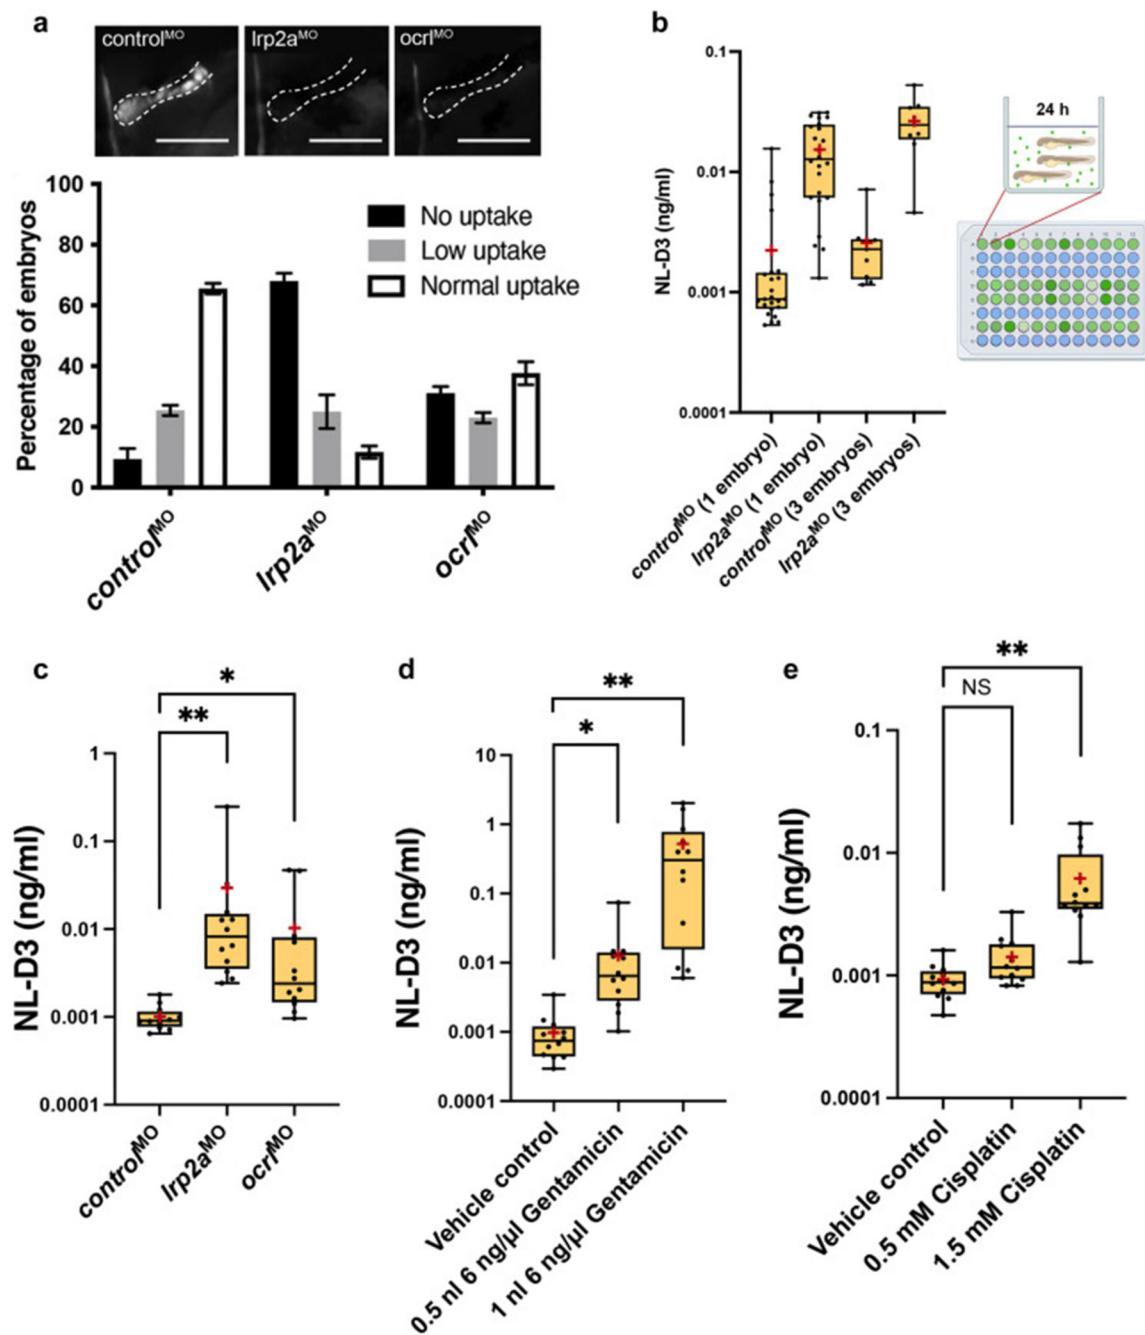 a
control^MO
lrp2a^MO
ocrl^MO
Percentage of embryos
100
80
60
40
20
0
No uptake
Low uptake
Normal uptake
control^MO
lrp2a^MO
ocrl^MO
b
NL-D3 (ng/ml)
0.1
0.01
0.001
0.0001
control^MO (1 embryo)
lrp2a^MO (1 embryo)
control^MO (3 embryos)
lrp2a^MO (3 embryos)
24 h
c
NL-D3 (ng/ml)
*
**
1
0.1
0.01
0.001
0.0001
control^MO
lrp2a^MO
ocrl^MO
d
NL-D3 (ng/ml)
**
*
10
1
0.1
0.01
0.001
0.0001
Vehicle control
0.5 nl 6 ng/µl Gentamicin
1 nl 6 ng/µl Gentamicin
e
NL-D3 (ng/ml)
**
NS
0.1
0.01
0.001
0.0001
Vehicle control
0.5 mM Cisplatin
1.5 mM Cisplatin